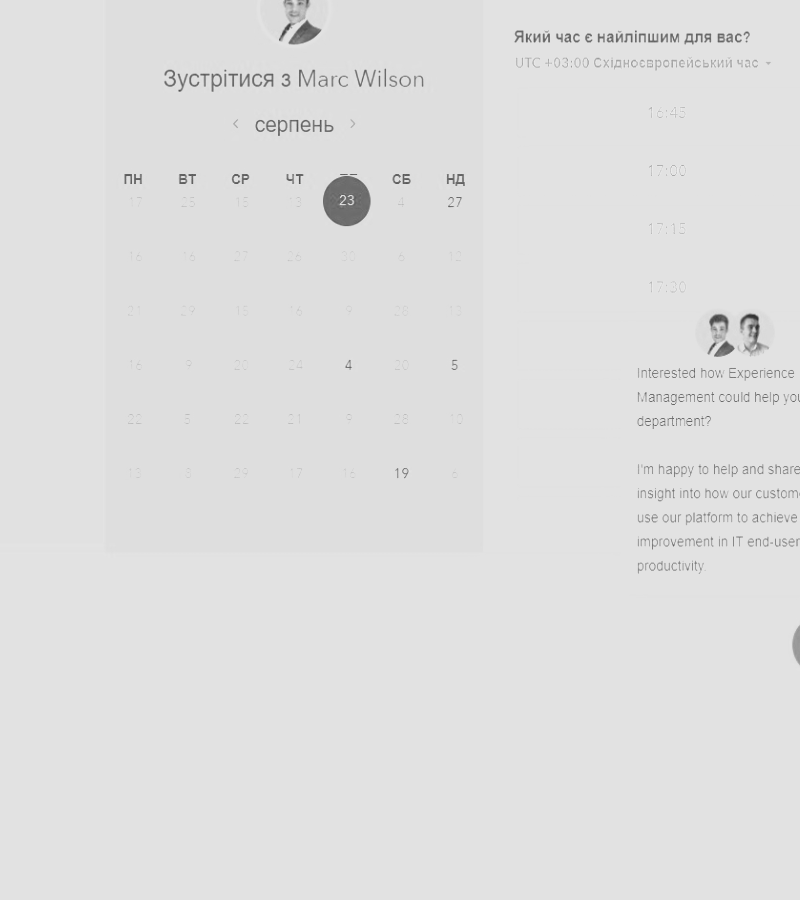 Зустрітися з Marc Wilson
серпень
ПН ВТ СР ЧТ СБ НД
17 25 15 13 23 4 27
16 16 27 26 30 6 12
21 29 15 16 9 28 13
16 9 20 24 4 20 5
22 5 22 21 9 28 10
13 3 29 17 16 19 6
Який час є найліпшим для вас?
UTC +03:00 Східноєвропейський час
16:45
17:00
17:15
17:30
Interested how Experience
Management could help you
department?
I'm happy to help and share
insight into how our custome
use our platform to achieve
improvement in IT end-user
productivity.